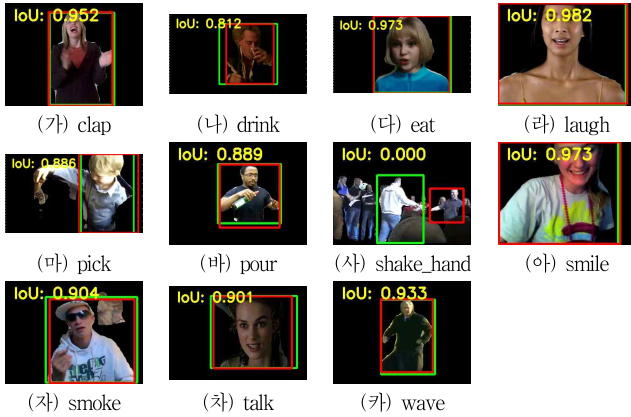 IoU: 0.952
IoU: 0.812
IoU: 0.973
IoU: 0.982
(가) clap
(나) drink
(다) eat
(라) laugh
IoU: 0.886
IoU: 0.889
IoU: 0.000
IoU: 0.973
(마) pick
(바) pour
(사) shake_hand
(아) smile
IoU: 0.904
IoU: 0.901
IoU: 0.933
(자) smoke
(차) talk
(카) wave